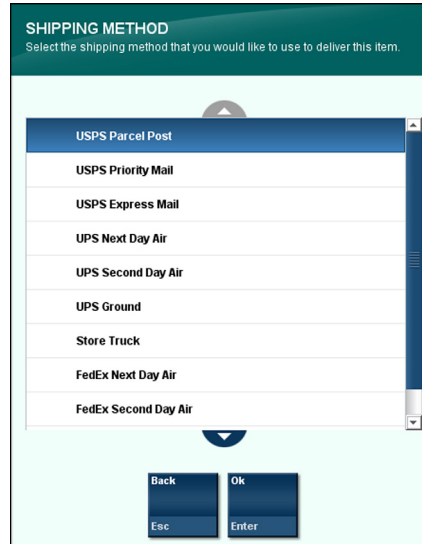 SHIPPING METHOD
Select the shipping method that you would like to use to deliver this item.
USPS Parcel Post
USPS Priority Mail
USPS Express Mail
UPS Next Day Air
UPS Second Day Air
UPS Ground
Store Truck
FedEx Next Day Air
FedEx Second Day Air
Back Ok
Esc Enter